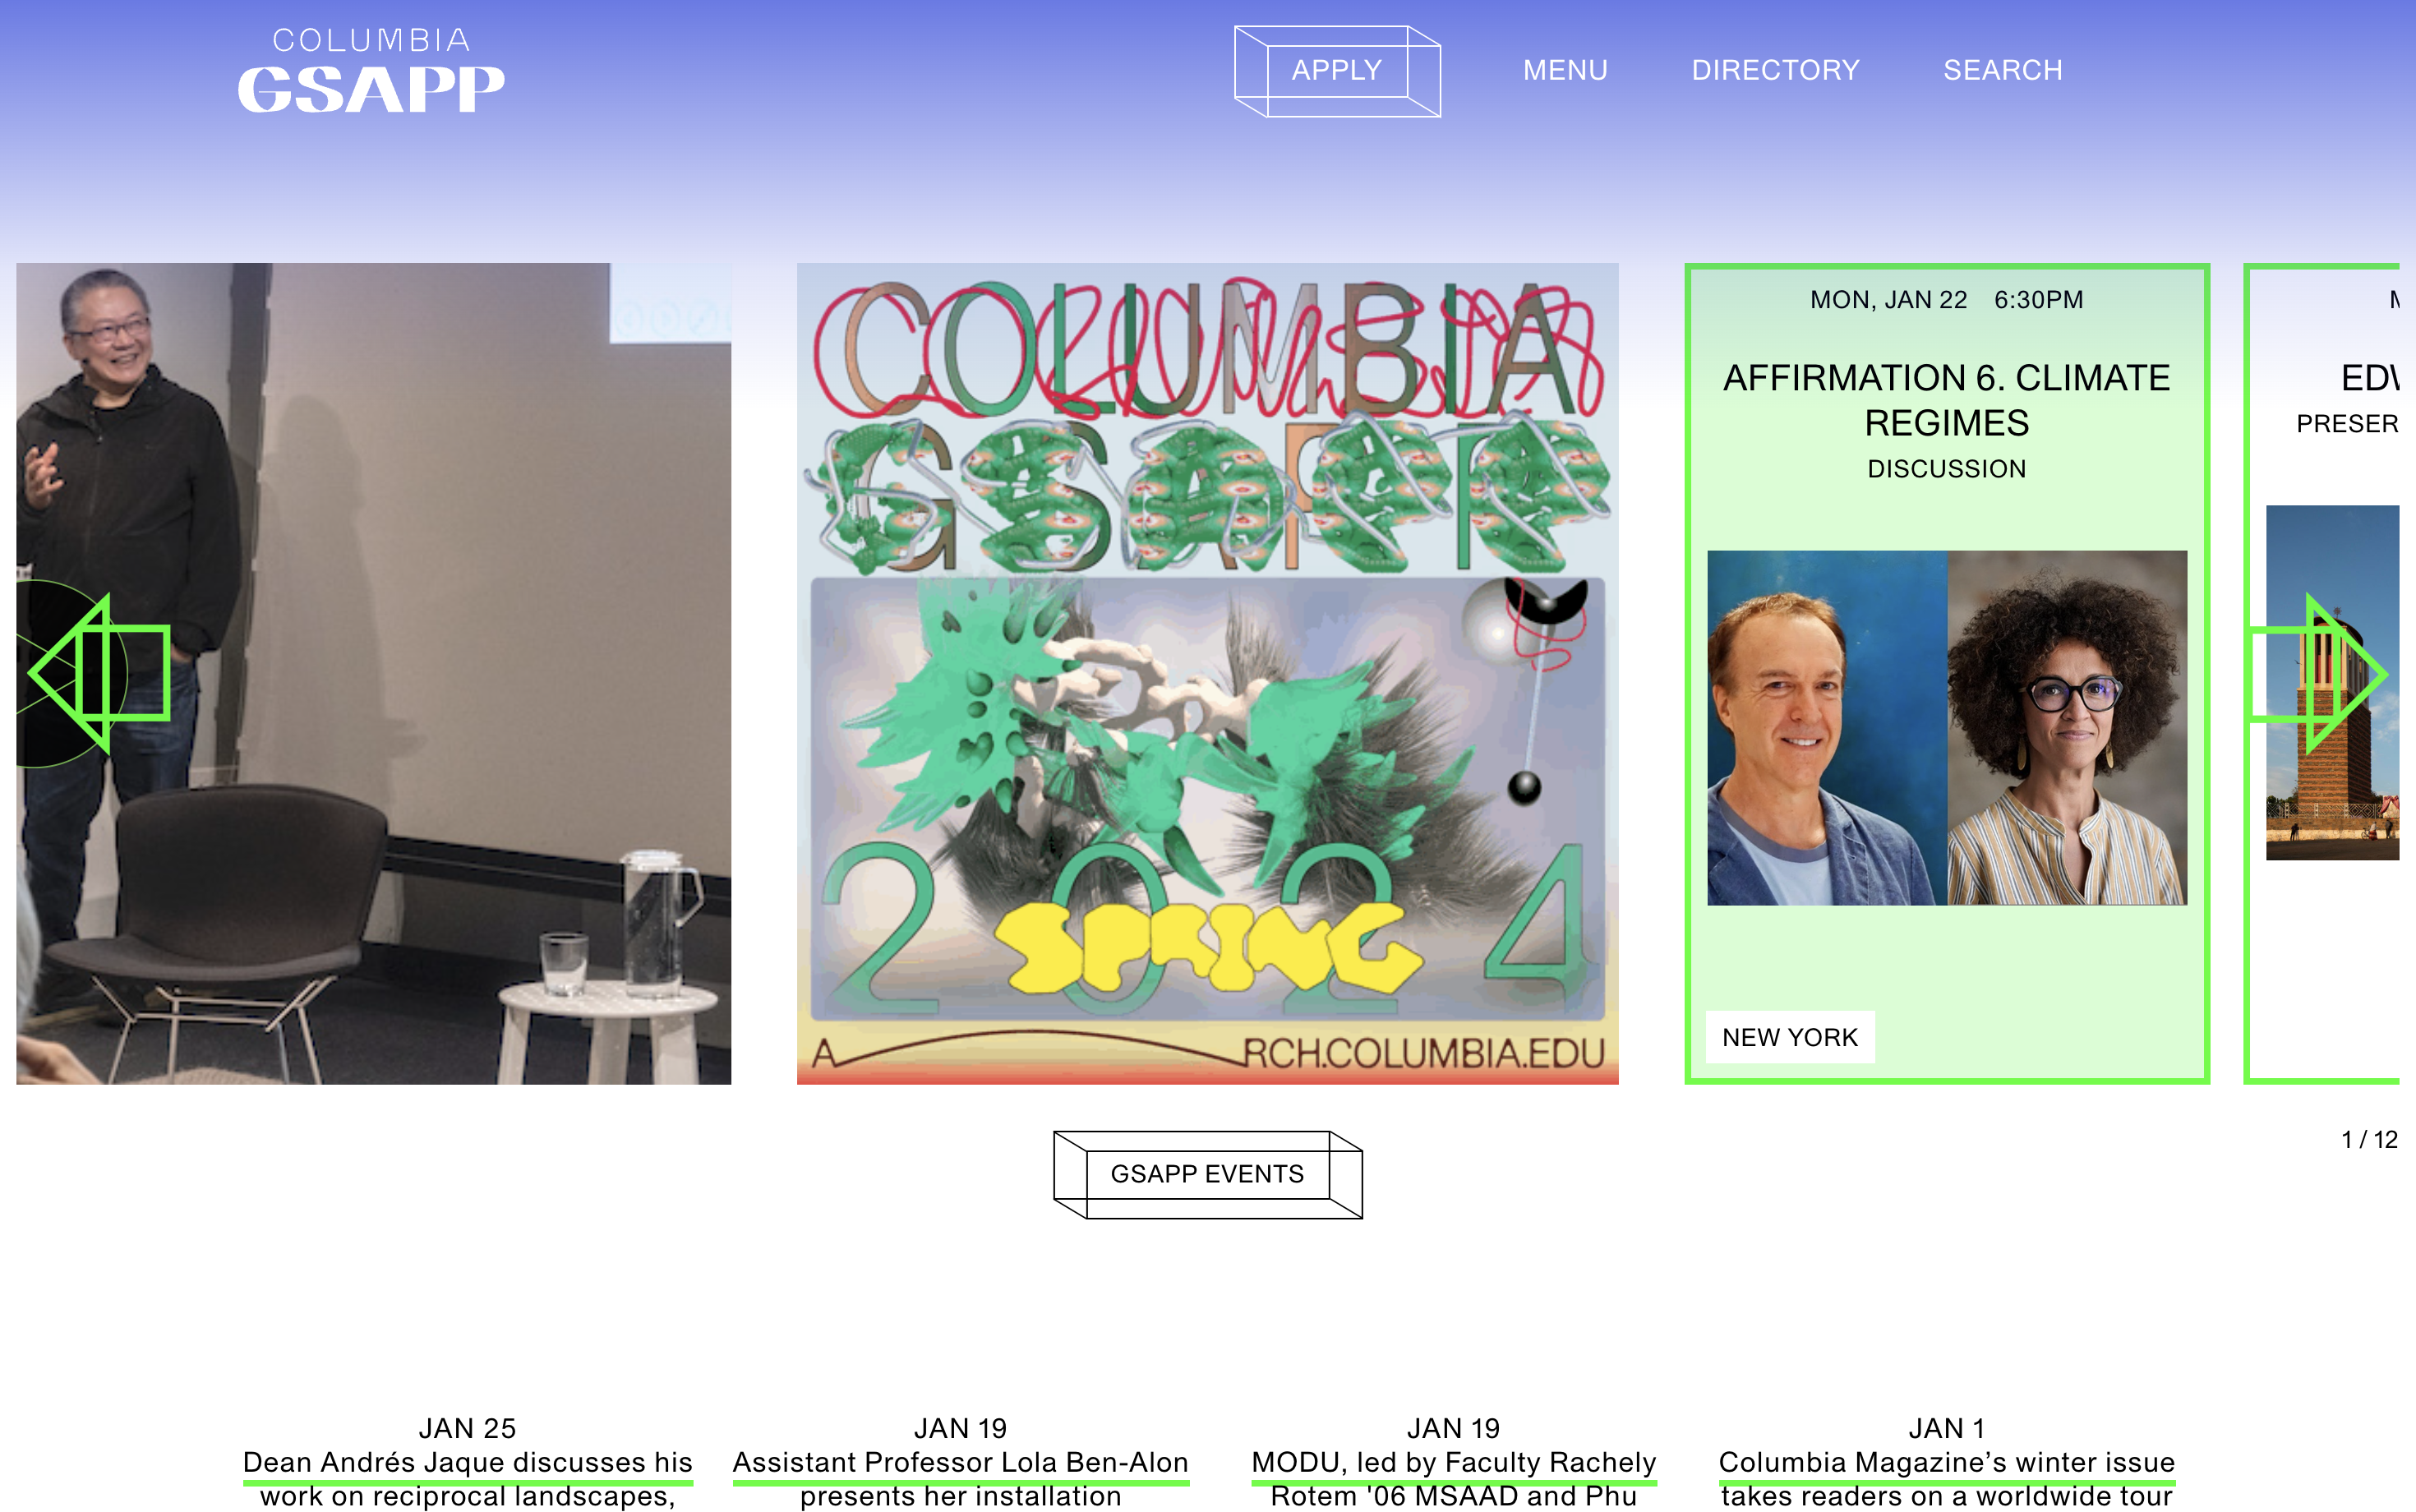 COLUMBIA
GSAPP
APPLY
MENU
DIRECTORY
SEARCH
COLUMBIA
GSAPP
2024
SPRING
ARCH.COLUMBIA.EDU
MON, JAN 22 6:30PM
AFFIRMATION 6. CLIMATE
REGIMES
DISCUSSION
NEW YORK
PRESER
1 / 12
GSAPP EVENTS
JAN 25
Dean Andrés Jaque discusses his
work on reciprocal landscapes,
JAN 19
Assistant Professor Lola Ben-Alon
presents her installation
JAN 19
MODU, led by Faculty Rachely
Rotem '06 MSAAD and Phu
JAN 1
Columbia Magazine’s winter issue
takes readers on a worldwide tour